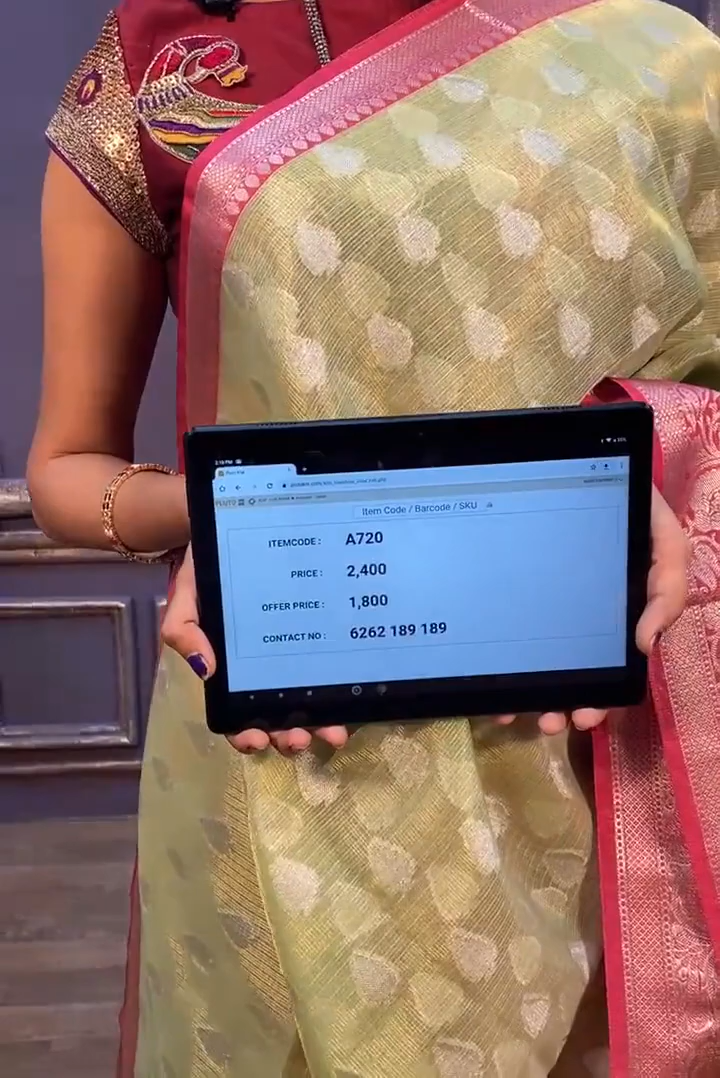 Item Code / Barcode / SKU
ITEMCODE : A720
PRICE : 2,400
OFFER PRICE : 1,800
CONTACT NO : 6262 189 189